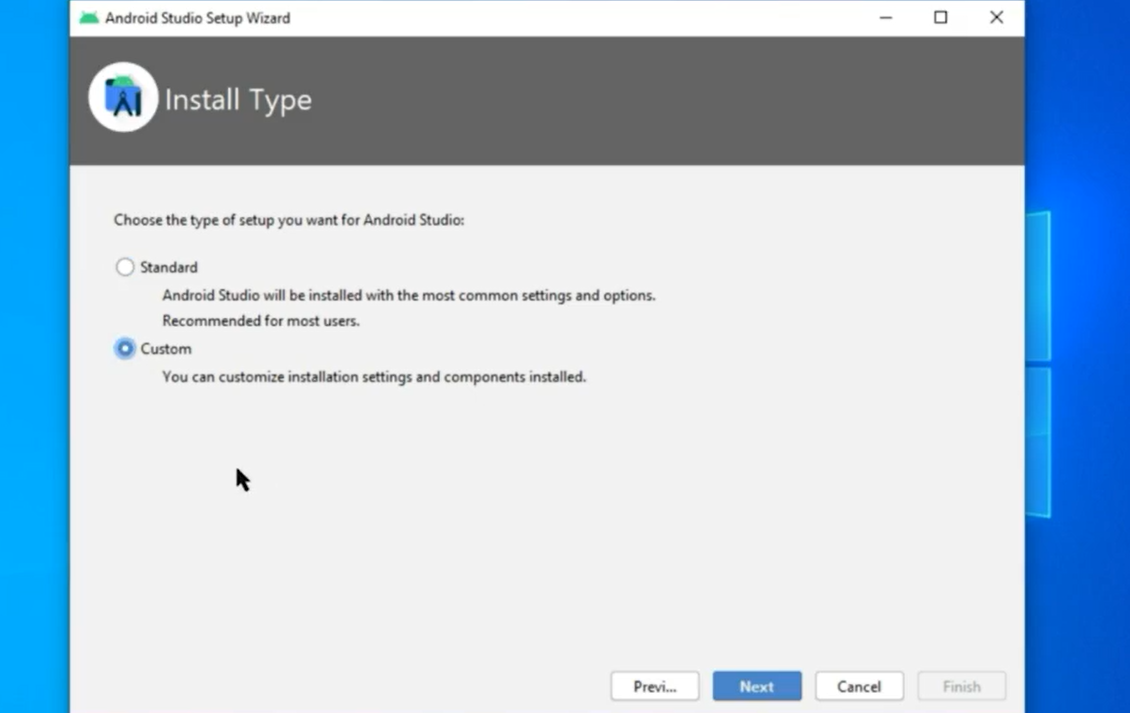 Android Studio Setup Wizard
Install Type
Choose the type of setup you want for Android Studio:
Standard
Android Studio will be installed with the most common settings and options.
Recommended for most users.
Custom
You can customize installation settings and components installed.
Previ...
Next
Cancel
Finish